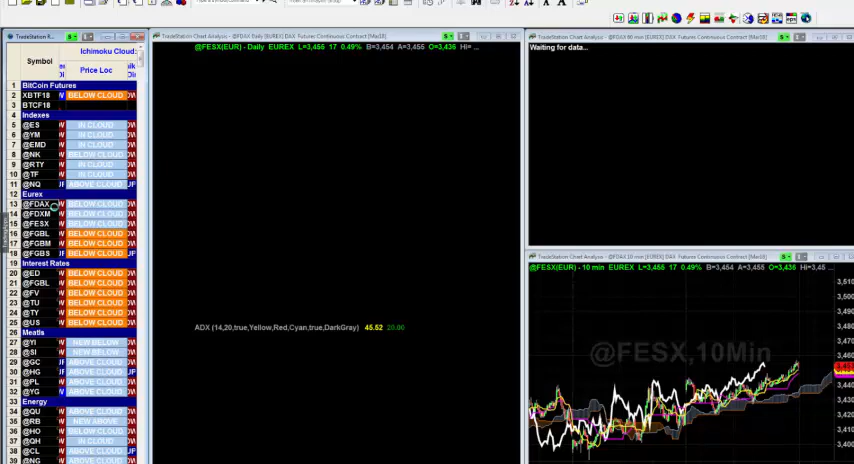 TradeStation R...
Ichimoku Cloud:
Symbol
Price Loc
1 BitCoin Futures
2 XBTF18 BELOW CLOUD
3 BTCF18
4 Indexes
5 @ES IN CLOUD
6 @YM IN CLOUD
7 @EMD IN CLOUD
8 @NK BELOW CLOUD
9 @RTY IN CLOUD
10 @TF IN CLOUD
11 @NQ ABOVE CLOUD
12 Eurex
13 @FDAX BELOW CLOUD
14 @FDXM BELOW CLOUD
15 @FESX BELOW CLOUD
16 @FGBL BELOW CLOUD
17 @FGBM BELOW CLOUD
18 @FGBS BELOW CLOUD
19 Interest Rates
20 @ED BELOW CLOUD
21 @FGBL BELOW CLOUD
22 @FV BELOW CLOUD
23 @TU BELOW CLOUD
24 @TY BELOW CLOUD
25 @US BELOW CLOUD
26 Meatls
27 @YI NEW BELOW
28 @SI NEW BELOW
29 @GC ABOVE CLOUD
30 @HG ABOVE CLOUD
31 @PL ABOVE CLOUD
32 @YG ABOVE CLOUD
33 Energy
34 @QU ABOVE CLOUD
35 @RB NEW ABOVE
36 @HO BELOW CLOUD
37 @QH IN CLOUD
38 @CL ABOVE CLOUD
39 @NG
TradeStation Chart Analysis - @FDAX Daily [EUREX] DAX Futures Continuous Contract [Mar18]
@FESX(EUR) - Daily EUREX L=3,455 17 0.49% B=3,454 A=3,455 O=3,436 Hi= ...
ADX (14,20,true,Yellow,Red,Cyan,true,DarkGray) 45.52 20.00
TradeStation Chart Analysis - @FDAX 60 min [EUREX] DAX Futures Continuous Contract [Mar18]
Waiting for data...
TradeStation Chart Analysis - @FDAX 10 min [EUREX] DAX Futures Continuous Contract [Mar18]
@FESX(EUR) - 10 min EUREX L=3,455 17 0.49% B=3,454 A=3,455 O=3,436 Hi=3,45 ...
@FESX,10Min
3,510
3,500
3,490
3,480
3,470
3,460
3,440
3,430
3,420
3,410
3,400